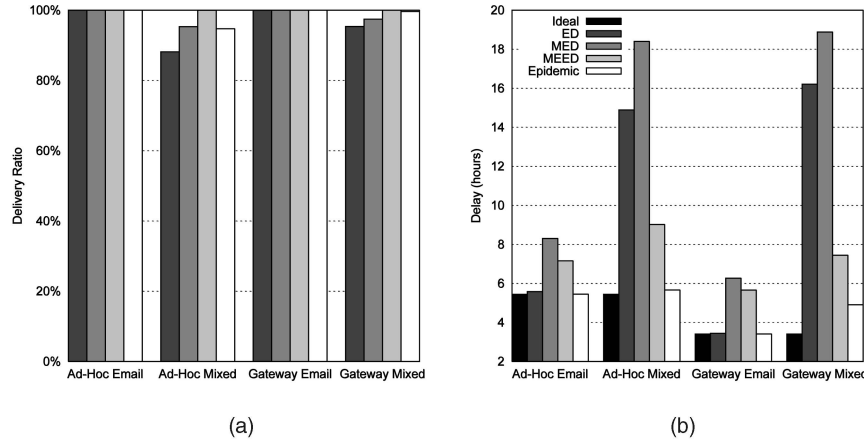 100%
80%
60%
40%
20%
0%
Delivery Ratio
Ad-Hoc Email
Ad-Hoc Mixed
Gateway Email
Gateway Mixed
(a)
20
18
16
14
12
10
8
6
4
2
Delay (hours)
Ideal
ED
MED
MEED
Epidemic
Ad-Hoc Email
Ad-Hoc Mixed
Gateway Email
Gateway Mixed
(b)